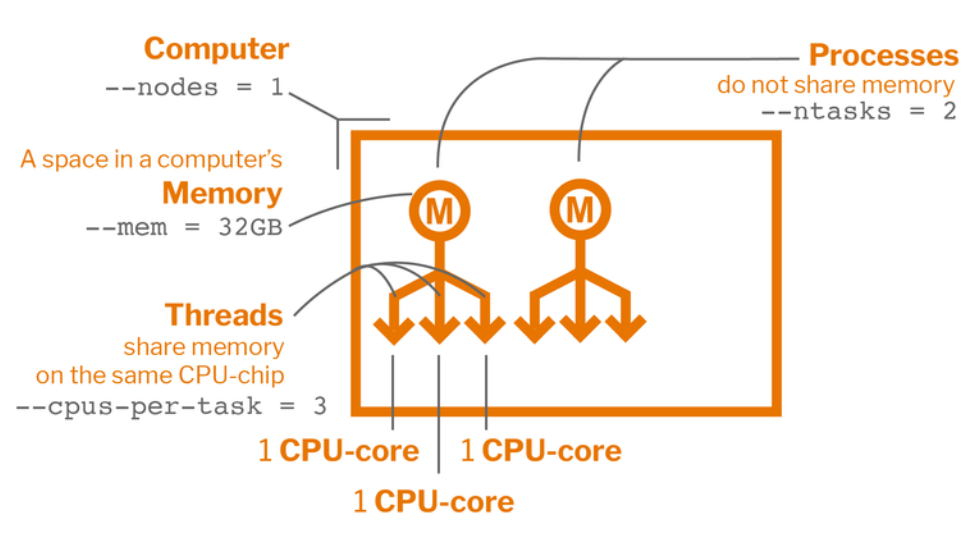 Computer
--nodes = 1
Processes
do not share memory
--ntasks = 2
A space in a computer's
Memory
--mem = 32GB
M
M
Threads
share memory
on the same CPU-chip
--cpus-per-task = 3
1 CPU-core
1 CPU-core
1 CPU-core